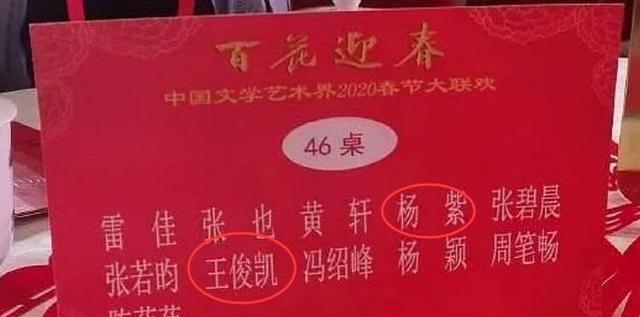 百花迎春
中国文学艺术界2020春节大联欢
46桌
雷佳 张也 黄轩 杨紫 张碧晨
张若昀 王俊凯 冯绍峰 杨颖 周笔畅